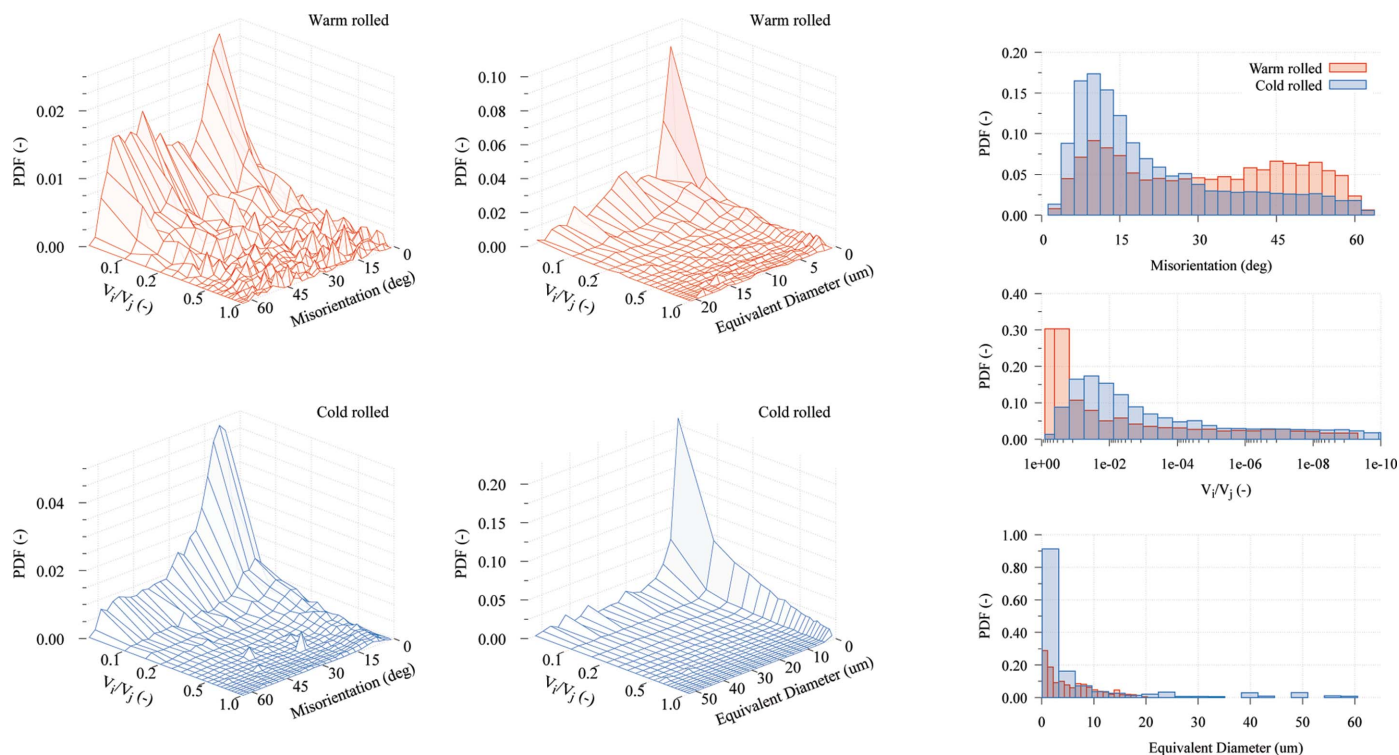 Warm rolled
PDF (-)
0.02
0.01
0.00
0.1
0.2
0.5
1.0
Vi/Vj (-)
60
45
30
15
0
Misorientation (deg)
Warm rolled
PDF (-)
0.10
0.08
0.06
0.04
0.02
0.00
0.1
0.2
0.5
1.0
Vi/Vj (-)
20
15
10
5
0
Equivalent Diameter (um)
Warm rolled
Cold rolled
PDF (-)
0.20
0.15
0.10
0.05
0.00
0 15 30 45 60
Misorientation (deg)
PDF (-)
0.40
0.30
0.20
0.10
0.00
1e+00 1e-02 1e-04 1e-06 1e-08 1e-10
Vi/Vj (-)
Cold rolled
PDF (-)
0.04
0.02
0.00
0.1
0.2
0.5
1.0
Vi/Vj (-)
60
45
30
15
0
Misorientation (deg)
Cold rolled
PDF (-)
0.20
0.15
0.10
0.05
0.00
0.1
0.2
0.5
1.0
Vi/Vj (-)
50
40
30
20
10
0
Equivalent Diameter (um)
PDF (-)
1.00
0.80
0.60
0.40
0.20
0.00
0 10 20 30 40 50 60
Equivalent Diameter (um)